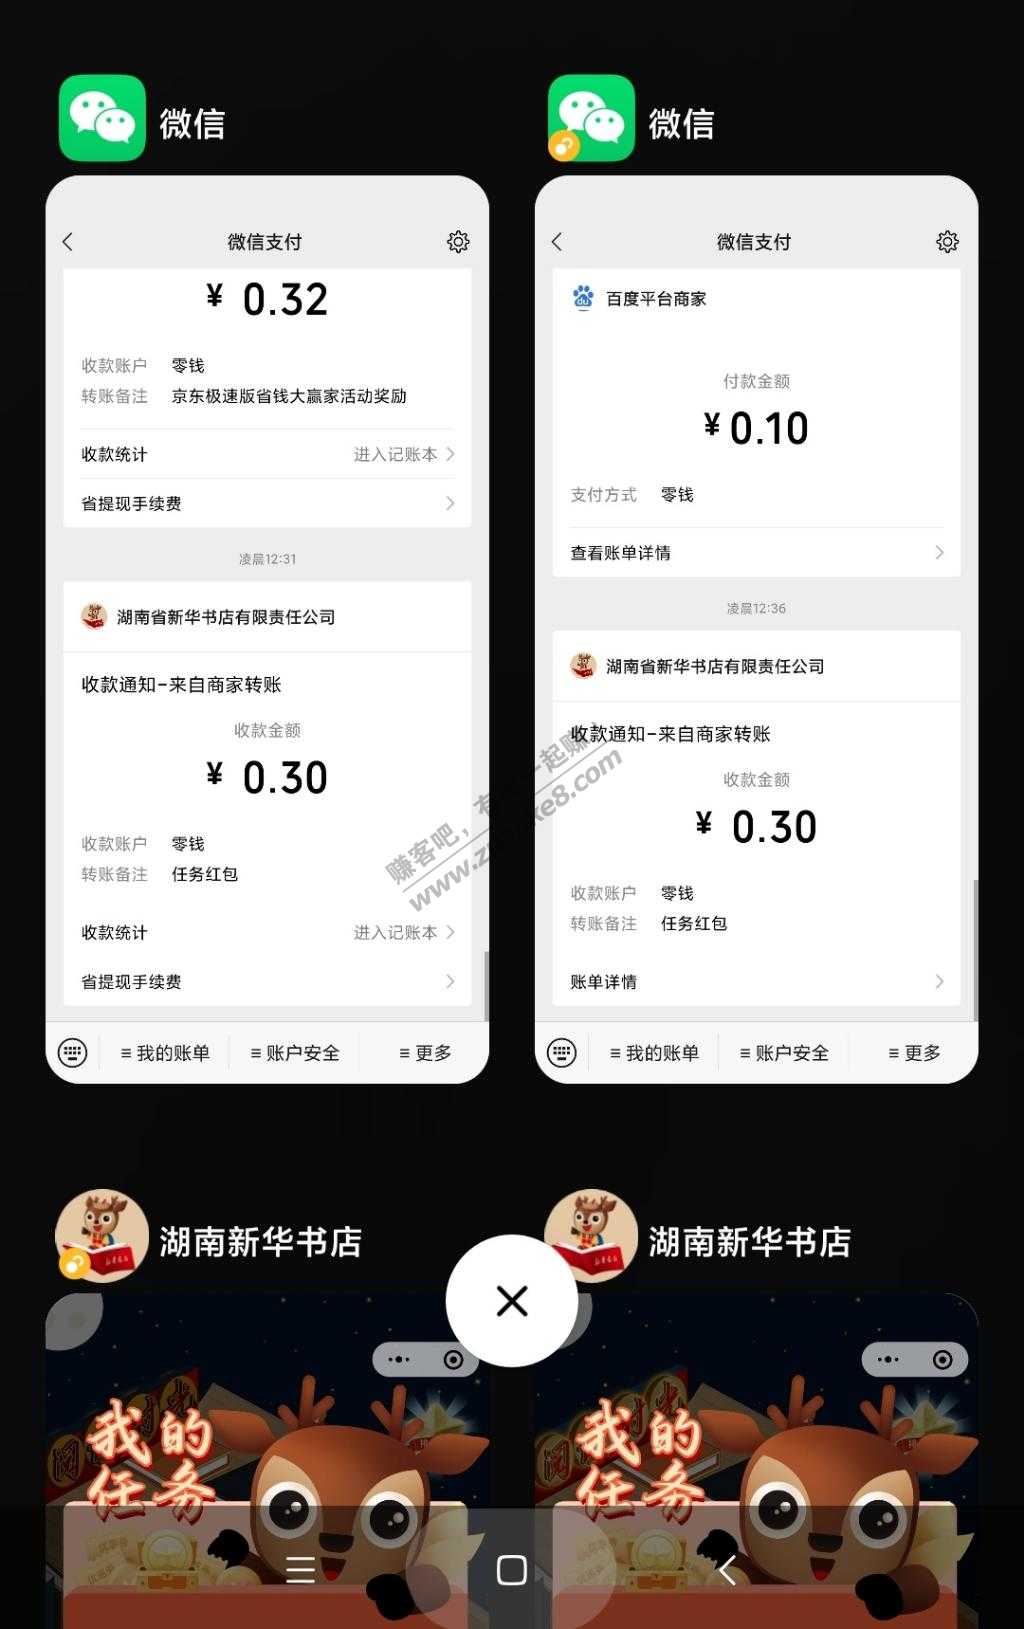 微信
微信支付
¥ 0.32
收款账户 零钱
转账备注 京东极速版省钱大赢家活动奖励
收款统计 进入记账本
省提现手续费
凌晨12:31
湖南省新华书店有限责任公司
收款通知-来自商家转账
收款金额
¥ 0.30
收款账户 零钱
转账备注 任务红包
收款统计 进入记账本
省提现手续费
≡ 我的账单 ≡ 账户安全 ≡ 更多
微信
微信支付
百度平台商家
付款金额
¥ 0.10
支付方式 零钱
查看账单详情
凌晨12:36
湖南省新华书店有限责任公司
收款通知-来自商家转账
收款金额
¥ 0.30
收款账户 零钱
转账备注 任务红包
账单详情
≡ 我的账单 ≡ 账户安全 ≡ 更多
湖南新华书店
我的
任务
湖南新华书店
我的
任务